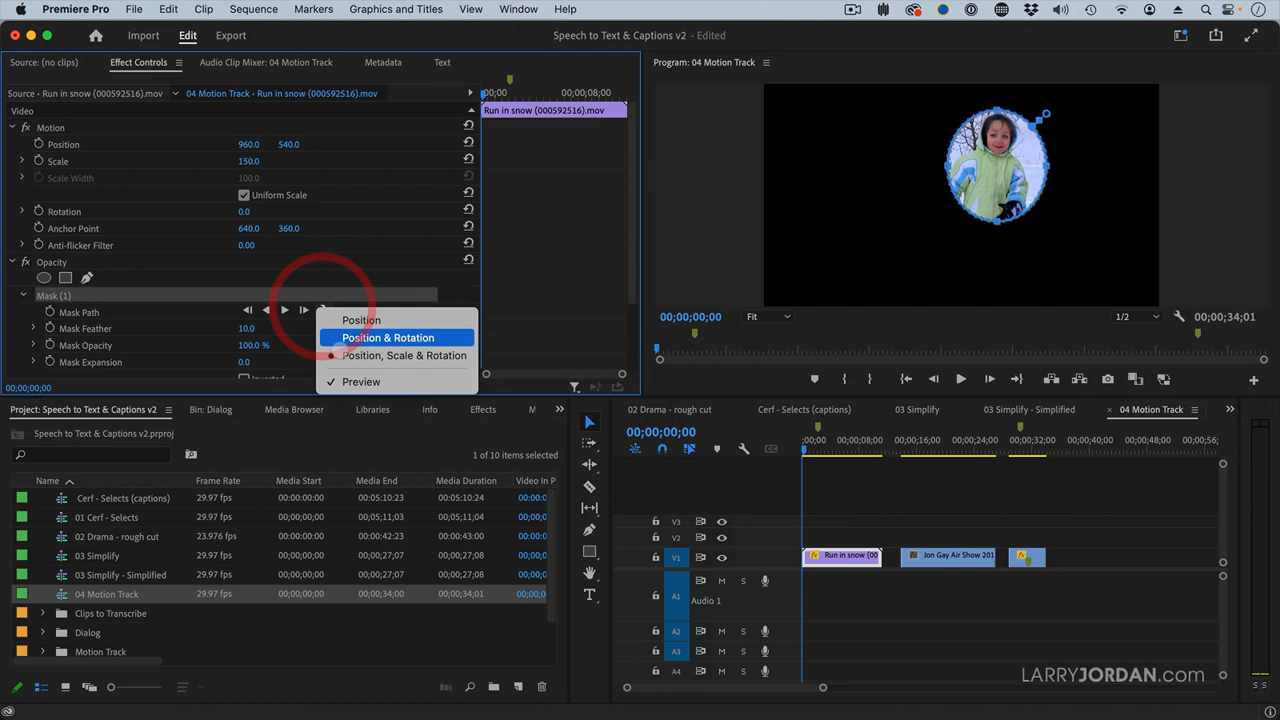 Premiere Pro File Edit Clip Sequence Markers Graphics and Titles View Window Help
Import Edit Export Speech to Text & Captions v2 - Edited
Source: (no clips) Effect Controls Audio Clip Mixer: 04 Motion Track Metadata Text
Program: 04 Motion Track
Source - Run in snow (000592516).mov 04 Motion Track - Run in snow (000592516).mov
;00;00 00;00;08;00
Video
Run in snow (000592516).mov
fx Motion
Position 960.0 540.0
Scale 150.0
Scale Width 100.0
Uniform Scale
Rotation 0.0
Anchor Point 640.0 360.0
Anti-flicker Filter 0.00
fx Opacity
Mask (1)
Mask Path
Mask Feather 10.0
Mask Opacity 100.0 %
Mask Expansion 0.0
Inverted
Position
Position & Rotation
Position, Scale & Rotation
Preview
00;00;00;00
00;00;00;00 Fit 1/2 00;00;34;01
Project: Speech to Text & Captions v2 Bin: Dialog Media Browser Libraries Info Effects M
Speech to Text & Captions v2.prproj
1 of 10 items selected
Name Frame Rate Media Start Media End Media Duration Video In P
Cerf - Selects (captions) 29.97 fps 00:00:00:00 00:05:10:23 00:05:10:24 00:00:0
01 Cerf - Selects 29.97 fps 00;00;00;00 00;05;11;03 00;05;11;04 00;00;0
02 Drama - rough cut 23.976 fps 00:00:00:00
03 Simplify 29.97 fps 00;00;00;00 00;00;27;07 00;00;27;08 00;00;0
03 Simplify - Simplified 29.97 fps 00;00;00;00 00;00;27;07 00;00;27;08 00;00;0
04 Motion Track 29.97 fps 00;00;00;00 00;00;34;00 00;00;34;01 00;00;0
Clips to Transcribe
Dialog
Motion Track
02 Drama - rough cut Cerf - Selects (captions) 03 Simplify 03 Simplify - Simplified × 04 Motion Track
00;00;00;00
;00;00 00;00;08;00 00;00;16;00 00;00;24;00 00;00;32;00 00;00;40;00 00;00;48;00 00;00;56;
V3
V2
V1 fx Run in snow (00 fx Jon Gay Air Show 201 fx
A1 M S
Audio 1
A2 M S
A3 M S
A4 M S
S S
LARRYJORDAN.com